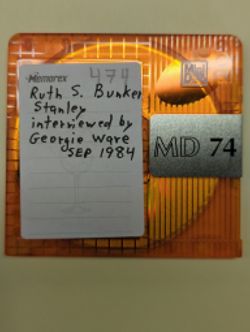 Memorex 474
Ruth S. Bunker
Stanley
interviewed by
Georgie Ware
SEP 1984
MD 74